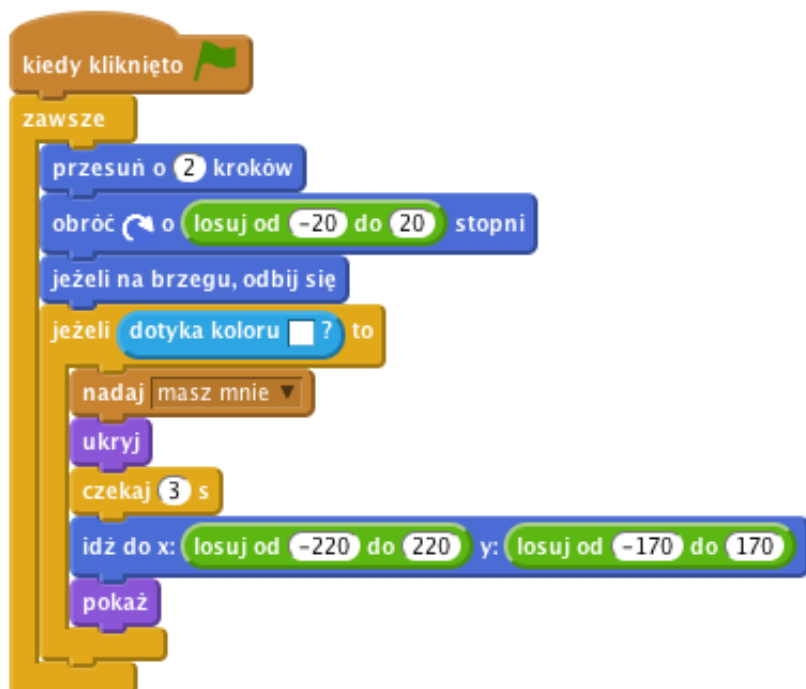 kiedy kliknięto
zawsze
przesuń o 2 kroków
obróć o losuj od -20 do 20 stopni
jeżeli na brzegu, odbij się
jeżeli dotyka koloru ? to
nadaj masz mnie
ukryj
czekaj 3 s
idź do x: losuj od -220 do 220 y: losuj od -170 do 170
pokaż